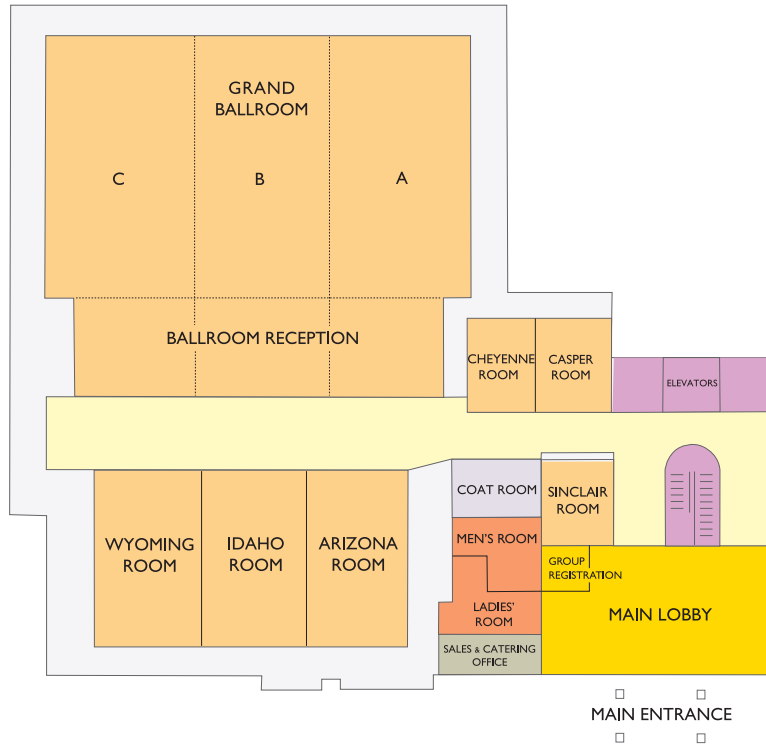 GRAND
BALLROOM
C
B
A
BALLROOM RECEPTION
CHEYENNE
ROOM
CASPER
ROOM
ELEVATORS
COAT ROOM
SINCLAIR
ROOM
WYOMING
ROOM
IDAHO
ROOM
ARIZONA
ROOM
MEN'S ROOM
GROUP
REGISTRATION
LADIES'
ROOM
MAIN LOBBY
SALES & CATERING
OFFICE
MAIN ENTRANCE